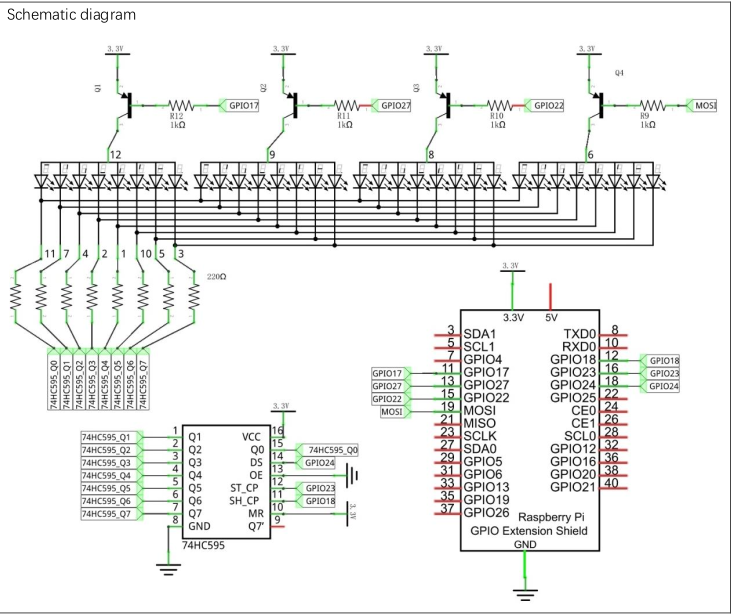 Schematic diagram
3.3V
3.3V
3.3V
3.3V
Q1
Q2
Q3
Q4
R12
1kΩ
GPIO17
R11
1kΩ
GPIO27
R10
1kΩ
GPIO22
R9
1kΩ
MOSI
12
9
8
6
11 7 4 2 1 10 5 3
220Ω
74HC595_Q0
74HC595_Q1
74HC595_Q2
74HC595_Q3
74HC595_Q4
74HC595_Q5
74HC595_Q6
74HC595_Q7
3.3V
74HC595_Q1 1 Q1 VCC 16
74HC595_Q2 2 Q2 Q0 15 74HC595_Q0
74HC595_Q3 3 Q3 DS 14 GPIO24
74HC595_Q4 4 Q4 OE 13
74HC595_Q5 5 Q5 ST_CP 12 GPIO23
74HC595_Q6 6 Q6 SH_CP 11 GPIO18
74HC595_Q7 7 Q7 MR 10 3.3V
8 GND Q7' 9
74HC595
3.3V
3.3V 5V
3 SDA1 TXD0 8
5 SCL1 RXD0 10
7 GPIO4 GPIO18 12 GPIO18
GPIO17 11 GPIO17 GPIO23 16 GPIO23
GPIO27 13 GPIO27 GPIO24 18 GPIO24
GPIO22 15 GPIO22 GPIO25 22
MOSI 19 MOSI CE0 24
21 MISO CE1 26
23 SCLK SCL0 28
27 SDA0 GPIO12 32
29 GPIO5 GPIO16 36
31 GPIO6 GPIO20 38
33 GPIO13 GPIO21 40
35 GPIO19
37 GPIO26
Raspberry Pi
GPIO Extension Shield
GND